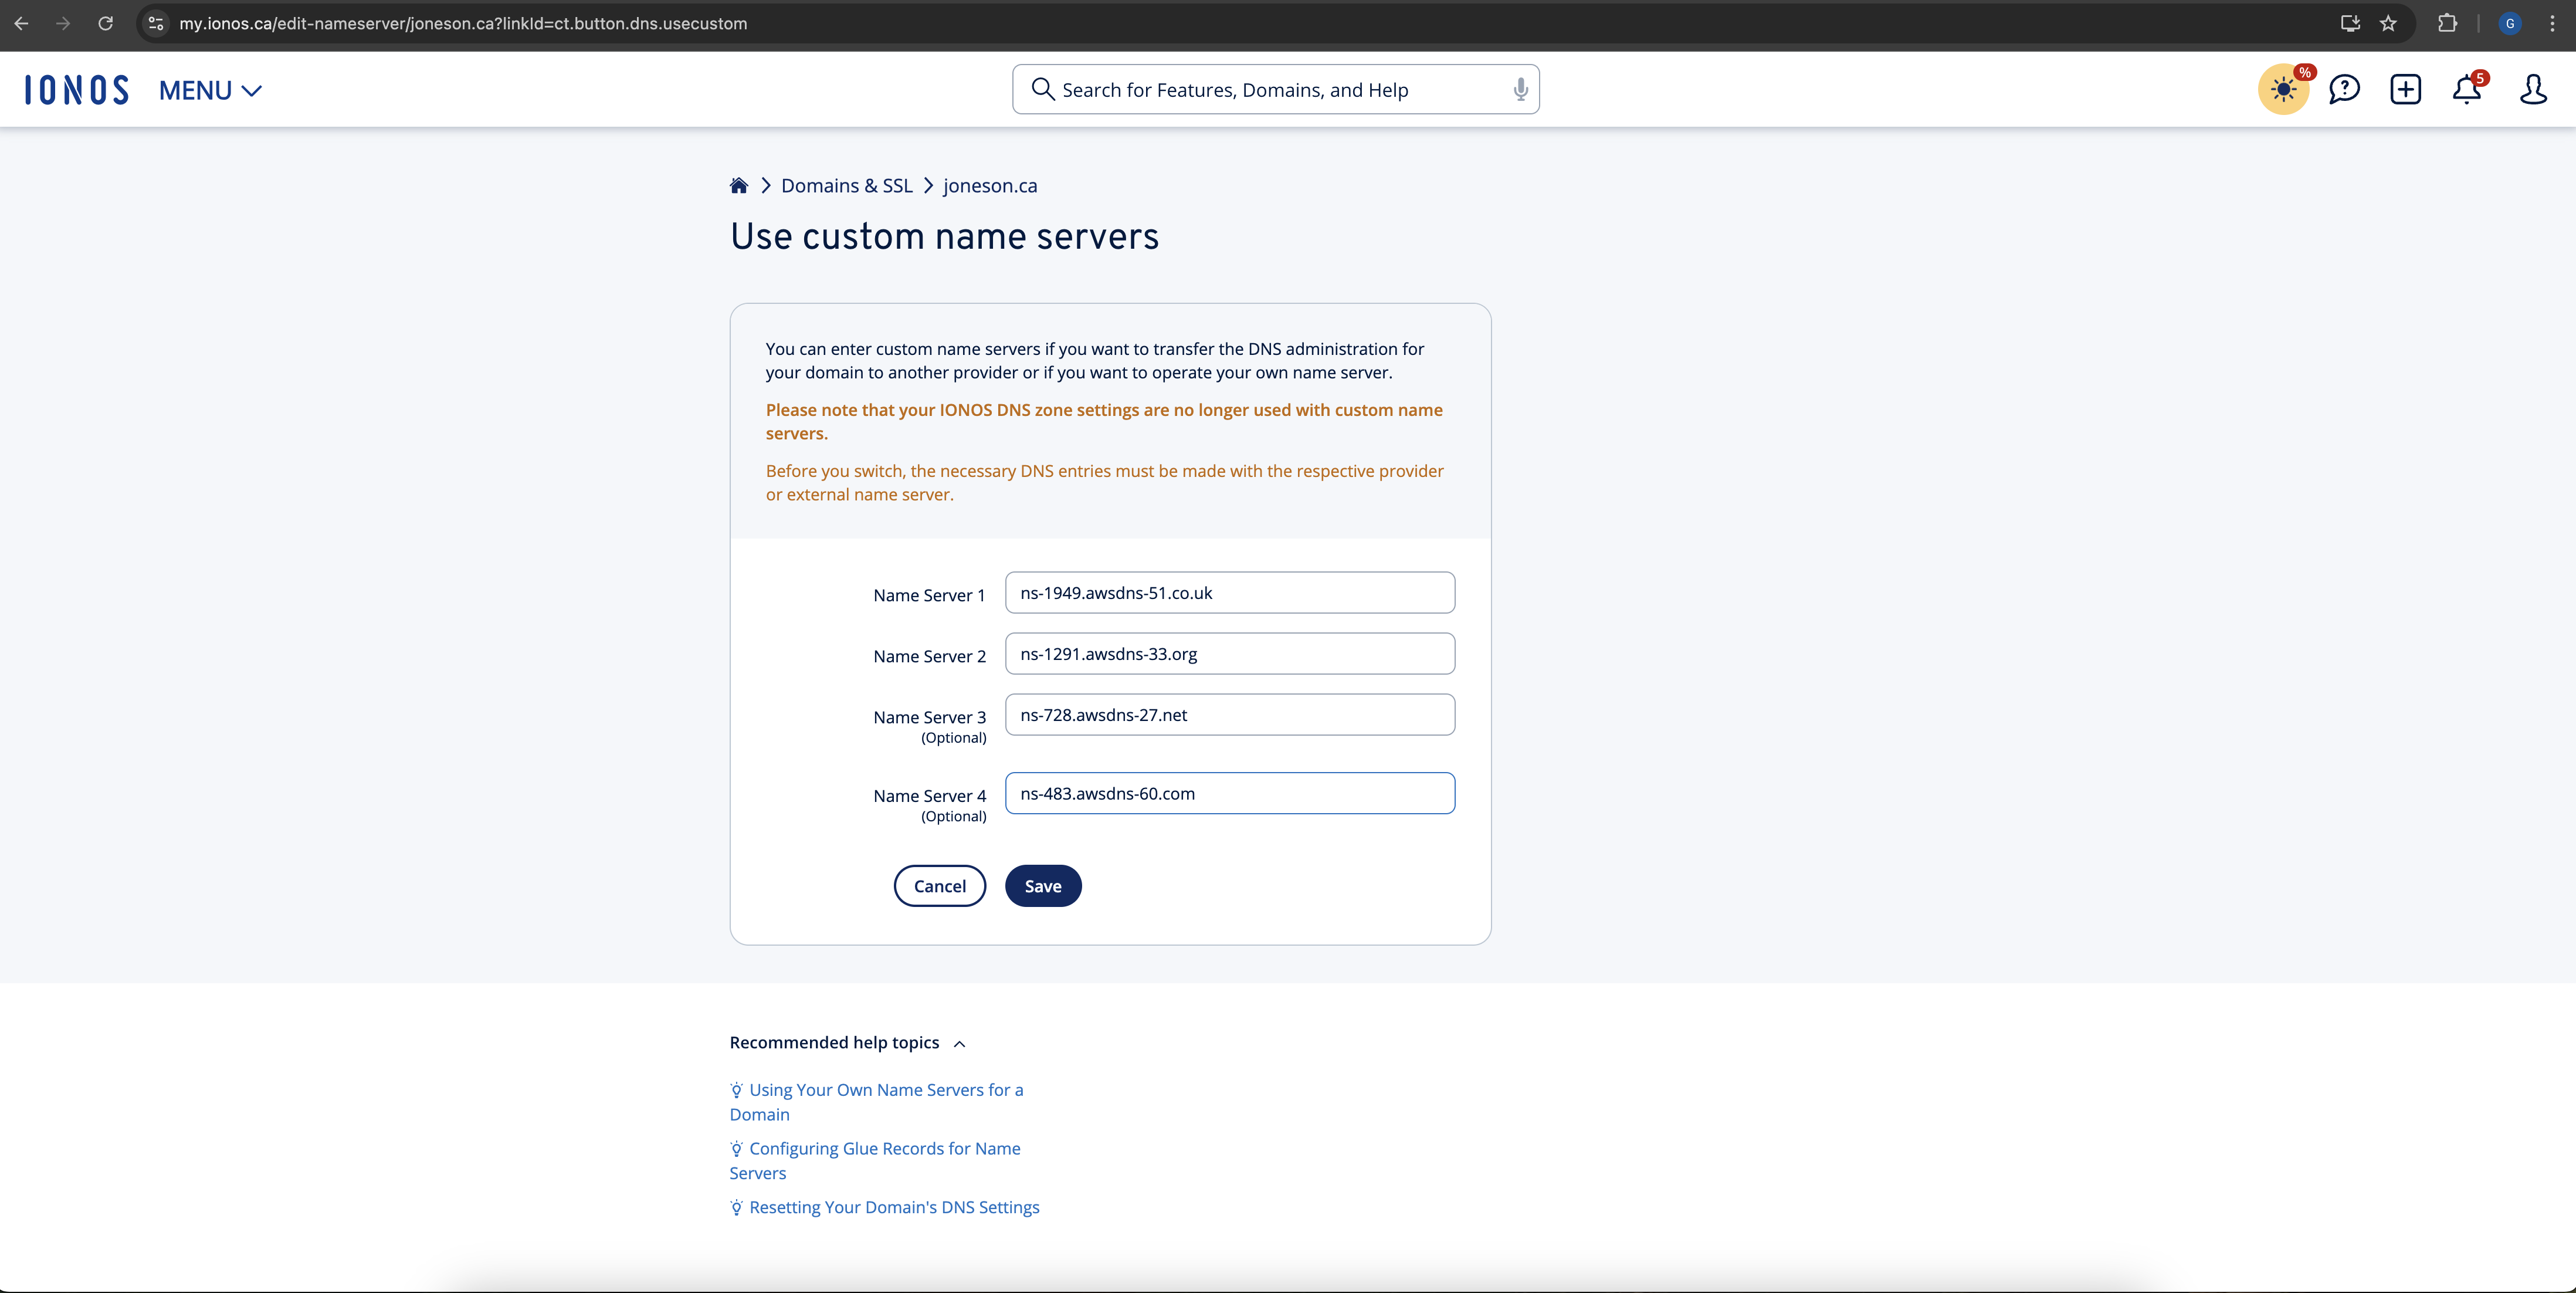 my.ionos.ca/edit-nameserver/joneson.ca?linkId=ct.button.dns.usecustom
G
IONOS
MENU
Search for Features, Domains, and Help
%
5
Domains & SSL
joneson.ca
Use custom name servers
You can enter custom name servers if you want to transfer the DNS administration for
your domain to another provider or if you want to operate your own name server.
Please note that your IONOS DNS zone settings are no longer used with custom name
servers.
Before you switch, the necessary DNS entries must be made with the respective provider
or external name server.
Name Server 1
ns-1949.awsdns-51.co.uk
Name Server 2
ns-1291.awsdns-33.org
Name Server 3
(Optional)
ns-728.awsdns-27.net
Name Server 4
(Optional)
ns-483.awsdns-60.com
Cancel
Save
Recommended help topics
Using Your Own Name Servers for a
Domain
Configuring Glue Records for Name
Servers
Resetting Your Domain's DNS Settings